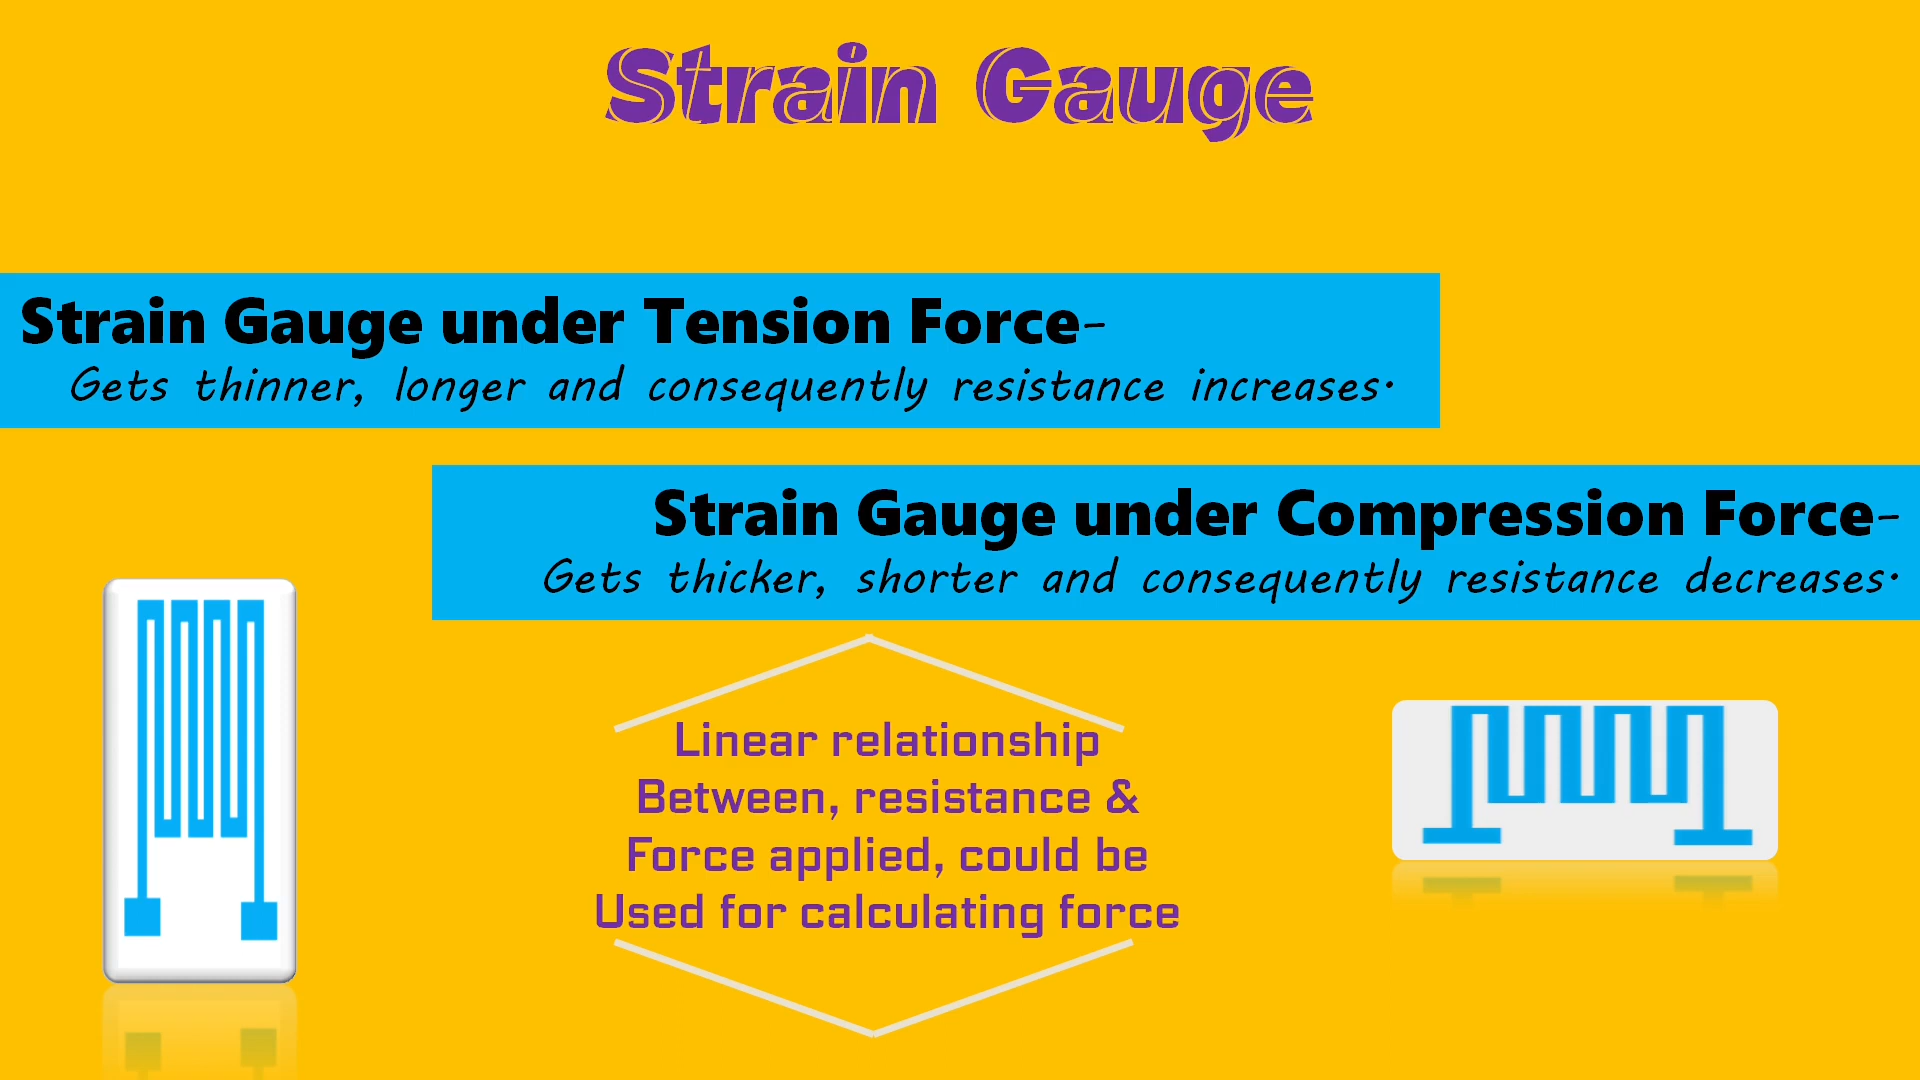 Strain Gauge
Strain Gauge under Tension Force-
Gets thinner, longer and consequently resistance increases.
Strain Gauge under Compression Force-
Gets thicker, shorter and consequently resistance decreases.
Linear relationship
Between, resistance &
Force applied, could be
Used for calculating force